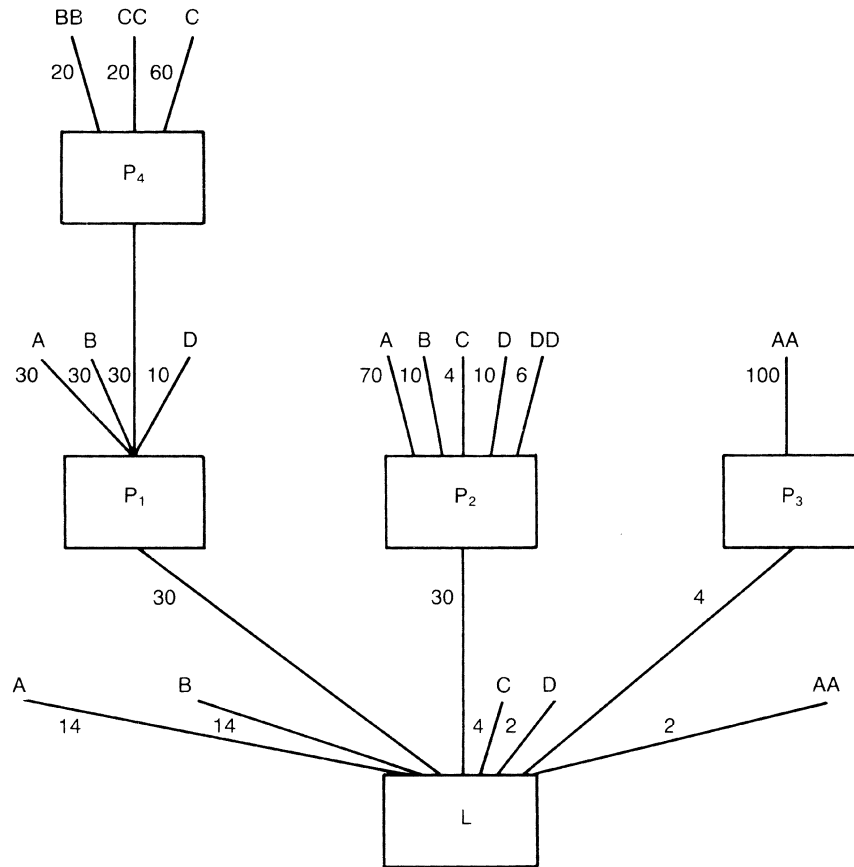 BB CC C
20 20 60
P₄
A B D
30 30 30 10
A B C D DD
70 10 4 10 6
AA
100
P₁ P₂ P₃
30 30 4
A B C D AA
14 14 4 2 2
L